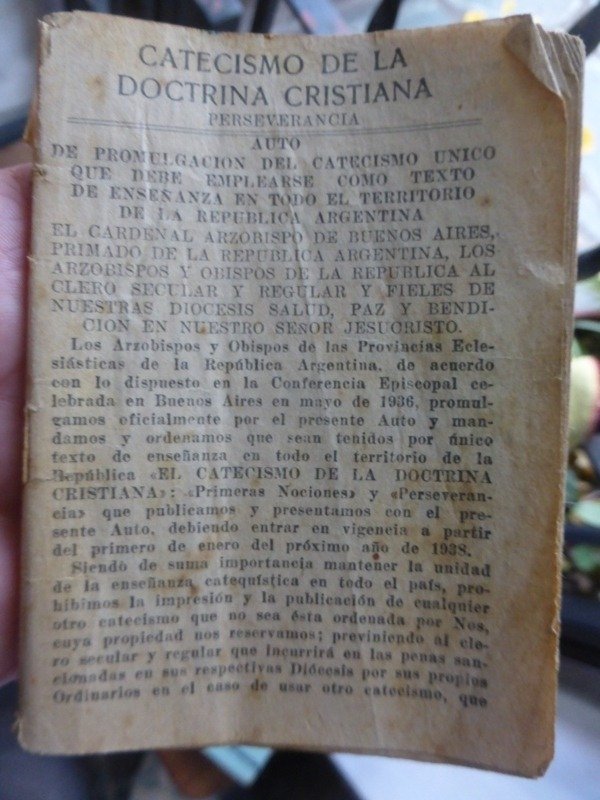 CATECISMO DE LA
DOCTRINA CRISTIANA
PERSEVERANCIA
AUTO
DE PROMULGACION DEL CATECISMO UNICO
QUE DEBE EMPLEARSE COMO TEXTO
DE ENSEÑANZA EN TODO EL TERRITORIO
DE LA REPUBLICA ARGENTINA
EL CARDENAL ARZOBISPO DE BUENOS AIRES,
PRIMADO DE LA REPUBLICA ARGENTINA, LOS
ARZOBISPOS Y OBISPOS DE LA REPUBLICA AL
CLERO SECULAR Y REGULAR Y FIELES DE
NUESTRAS DIOCESIS SALUD, PAZ Y BENDI-
CION EN NUESTRO SEÑOR JESUCRISTO.
Los Arzobispos y Obispos de las Provincias Ecle-
siásticas de la República Argentina, de acuerdo
con lo dispuesto en la Conferencia Episcopal ce-
lebrada en Buenos Aires en mayo de 1936, promul-
gamos oficialmente por el presente Auto y man-
damos y ordenamos que sean tenidos por único
texto de enseñanza en todo el territorio de la
República «EL CATECISMO DE LA DOCTRINA
CRISTIANA»: «Primeras Nociones» y «Perseveran-
cia» que publicamos y presentamos con el pre-
sente Auto, debiendo entrar en vigencia a partir
del primero de enero del próximo año de 1938.
Siendo de suma importancia mantener la unidad
de la enseñanza catequística en todo el país, pro-
hibimos la impresión y la publicación de cualquier
otro catecismo que no sea ésta ordenada por Nos,
cuya propiedad nos reservamos; previniendo al cle-
ro secular y regular que incurrirá en las penas san-
cionadas en sus respectivas Diócesis por sus propios
Ordinarios en el caso de usar otro catecismo, que